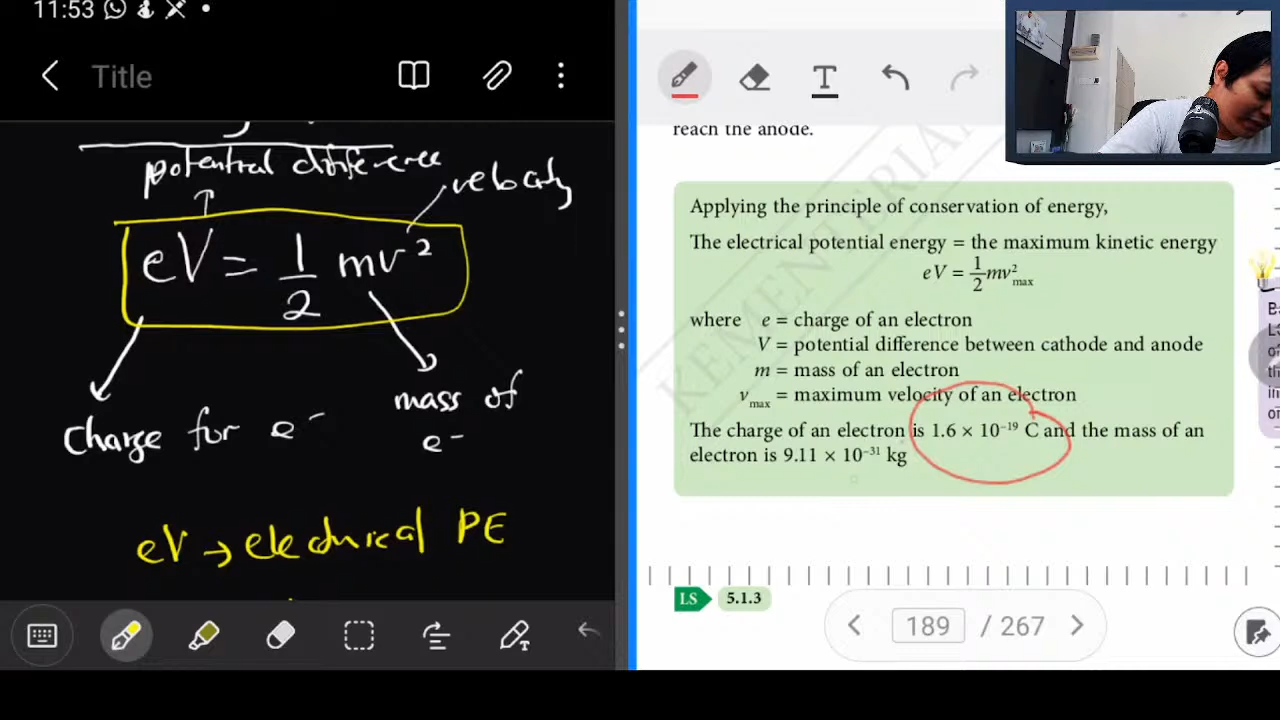 11:53
Title
potential difference
velocity
eV = 1/2 mv²
charge for e⁻
mass of
e⁻
eV → electrical PE
reach the anode.
KEMENTERIAN
Applying the principle of conservation of energy,
The electrical potential energy = the maximum kinetic energy
eV = 1/2 mv²max
where e = charge of an electron
V = potential difference between cathode and anode
m = mass of an electron
vmax = maximum velocity of an electron
The charge of an electron is 1.6 × 10⁻¹⁹ C and the mass of an
electron is 9.11 × 10⁻³¹ kg
LS 5.1.3
189 / 267
T